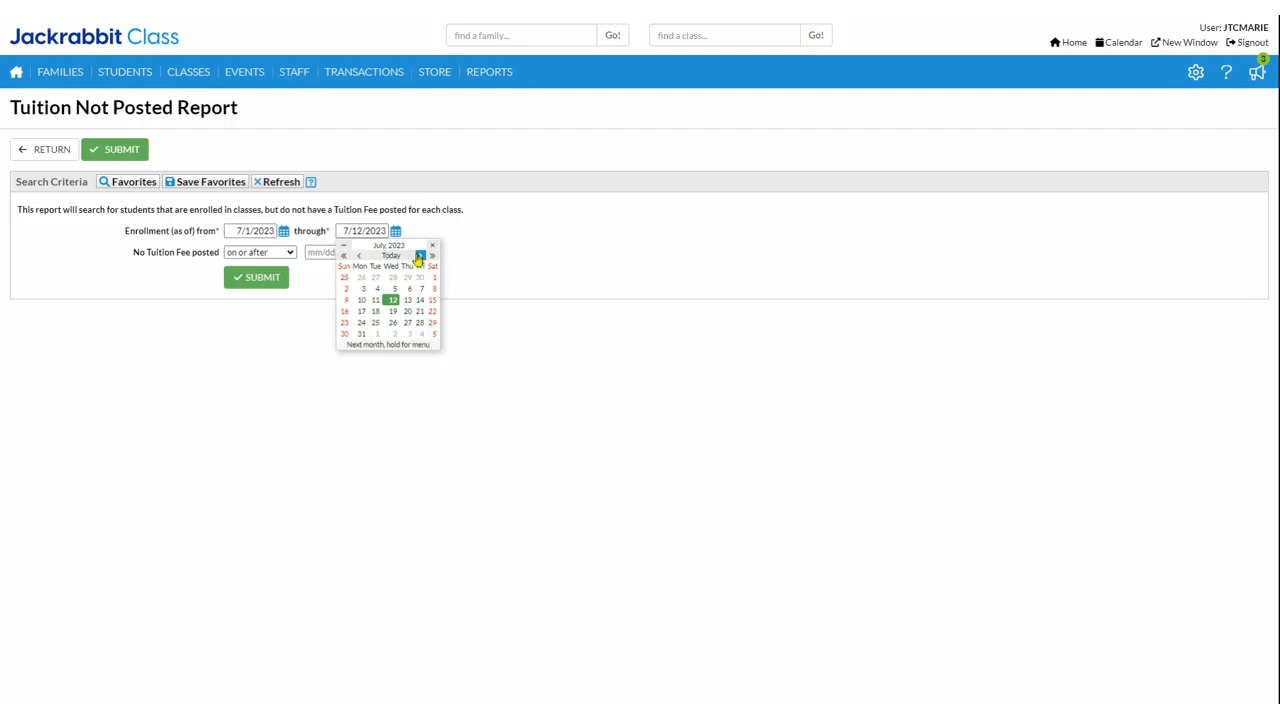 Jackrabbit Class
find a family...
Go!
find a class...
Go!
User: JTCMARIE
Home Calendar New Window Signout
FAMILIES STUDENTS CLASSES EVENTS STAFF TRANSACTIONS STORE REPORTS
? 3
Tuition Not Posted Report
← RETURN SUBMIT
Search Criteria Favorites Save Favorites Refresh ?
This report will search for students that are enrolled in classes, but do not have a Tuition Fee posted for each class.
Enrollment (as of) from* 7/1/2023 through* 7/12/2023
No Tuition Fee posted on or after mm/dd
SUBMIT
– July, 2023 ×
« ‹ Today › »
Sun Mon Tue Wed Thu Sat
25 26 27 28 29 30 1
2 3 4 5 6 7 8
9 10 11 12 13 14 15
16 17 18 19 20 21 22
23 24 25 26 27 28 29
30 31 1 2 3 4 5
Next month, hold for menu